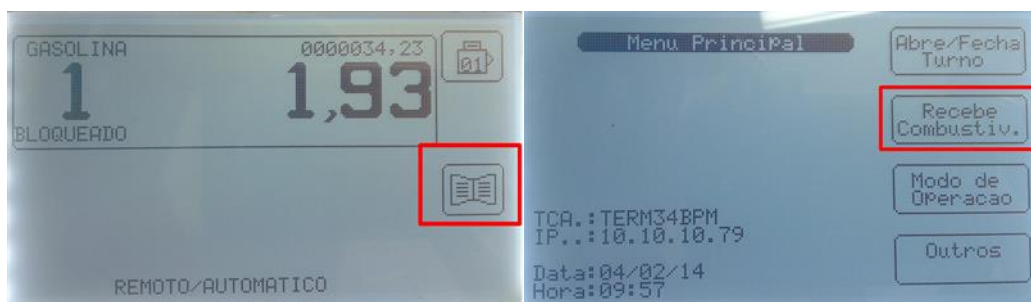 GASOLINA 0000034,23
01
1 1,93
BLOQUEADO
REMOTO/AUTOMATICO
Menu Principal
Abre/Fecha
Turno
Recebe
Combustiv.
Modo de
Operacao
TCA.:TERM34BPM
IP..:10.10.10.79
Outros
Data:04/02/14
Hora:09:57